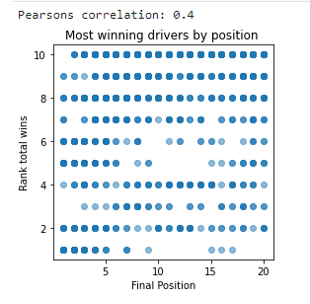 Pearsons correlation: 0.4
Most winning drivers by position
10
8
6
4
2
Rank total wins
5
10
15
20
Final Position